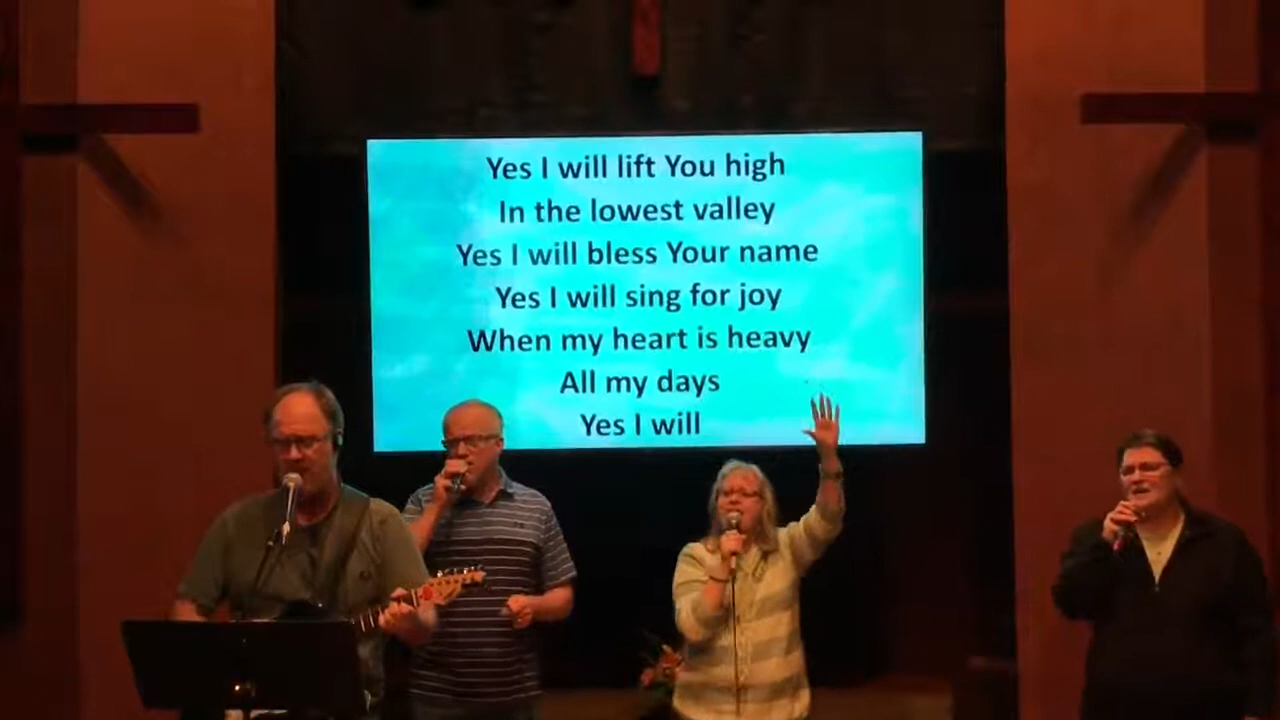 Yes I will lift You high
In the lowest valley
Yes I will bless Your name
Yes I will sing for joy
When my heart is heavy
All my days
Yes I will